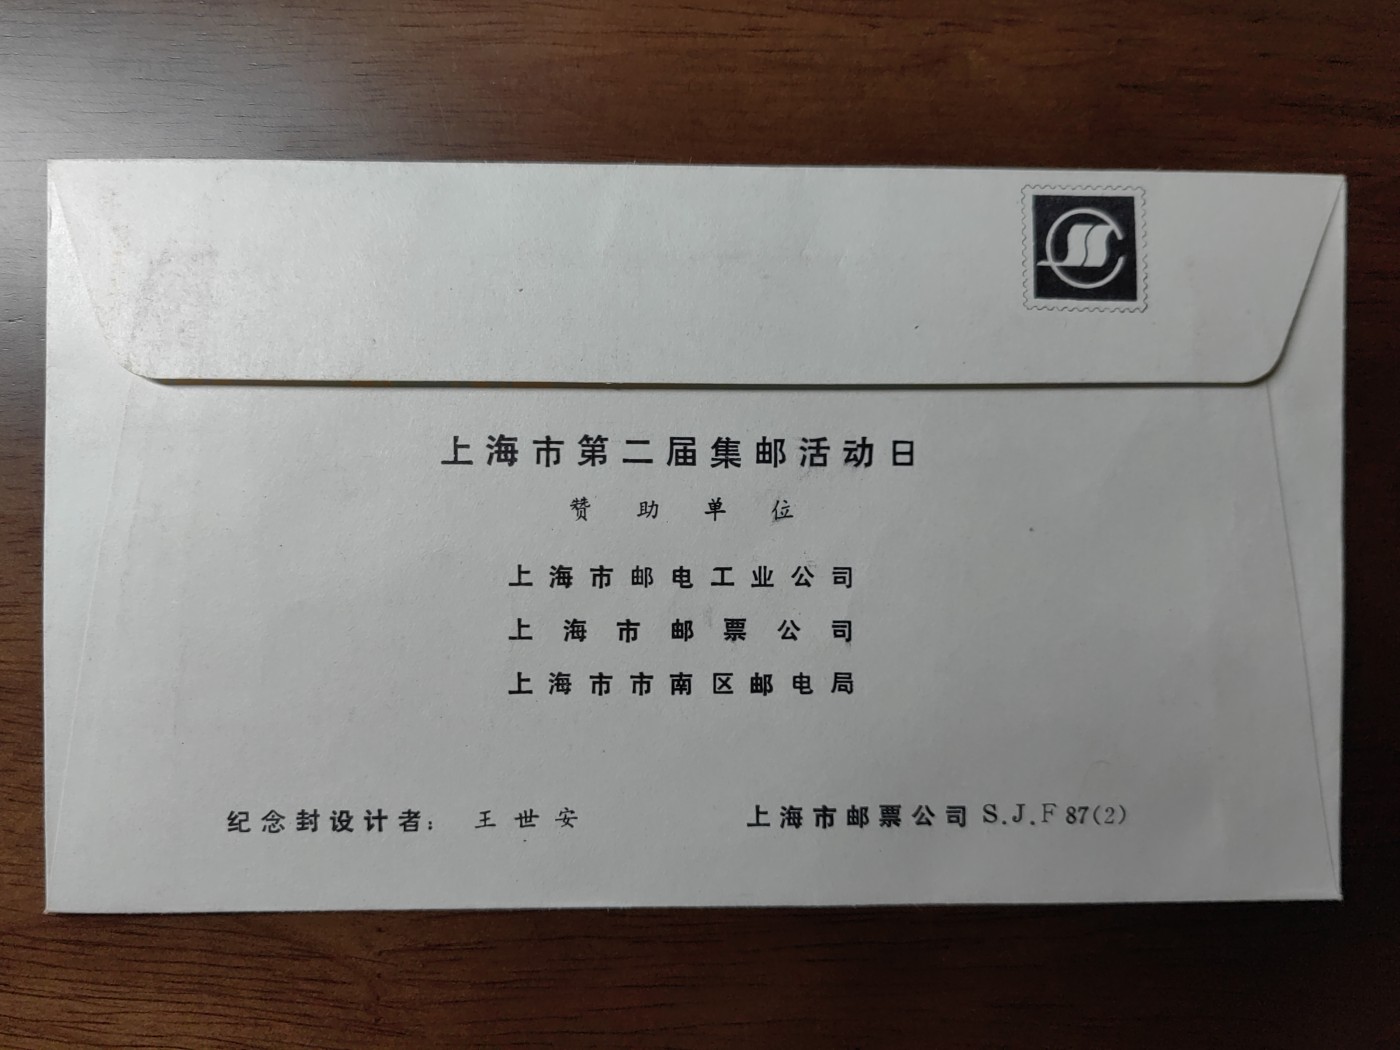 上海市第二届集邮活动日
赞助单位
上海市邮电工业公司
上海市邮票公司
上海市市南区邮电局
纪念封设计者：王世安
上海市邮票公司 S.J.F 87(2)